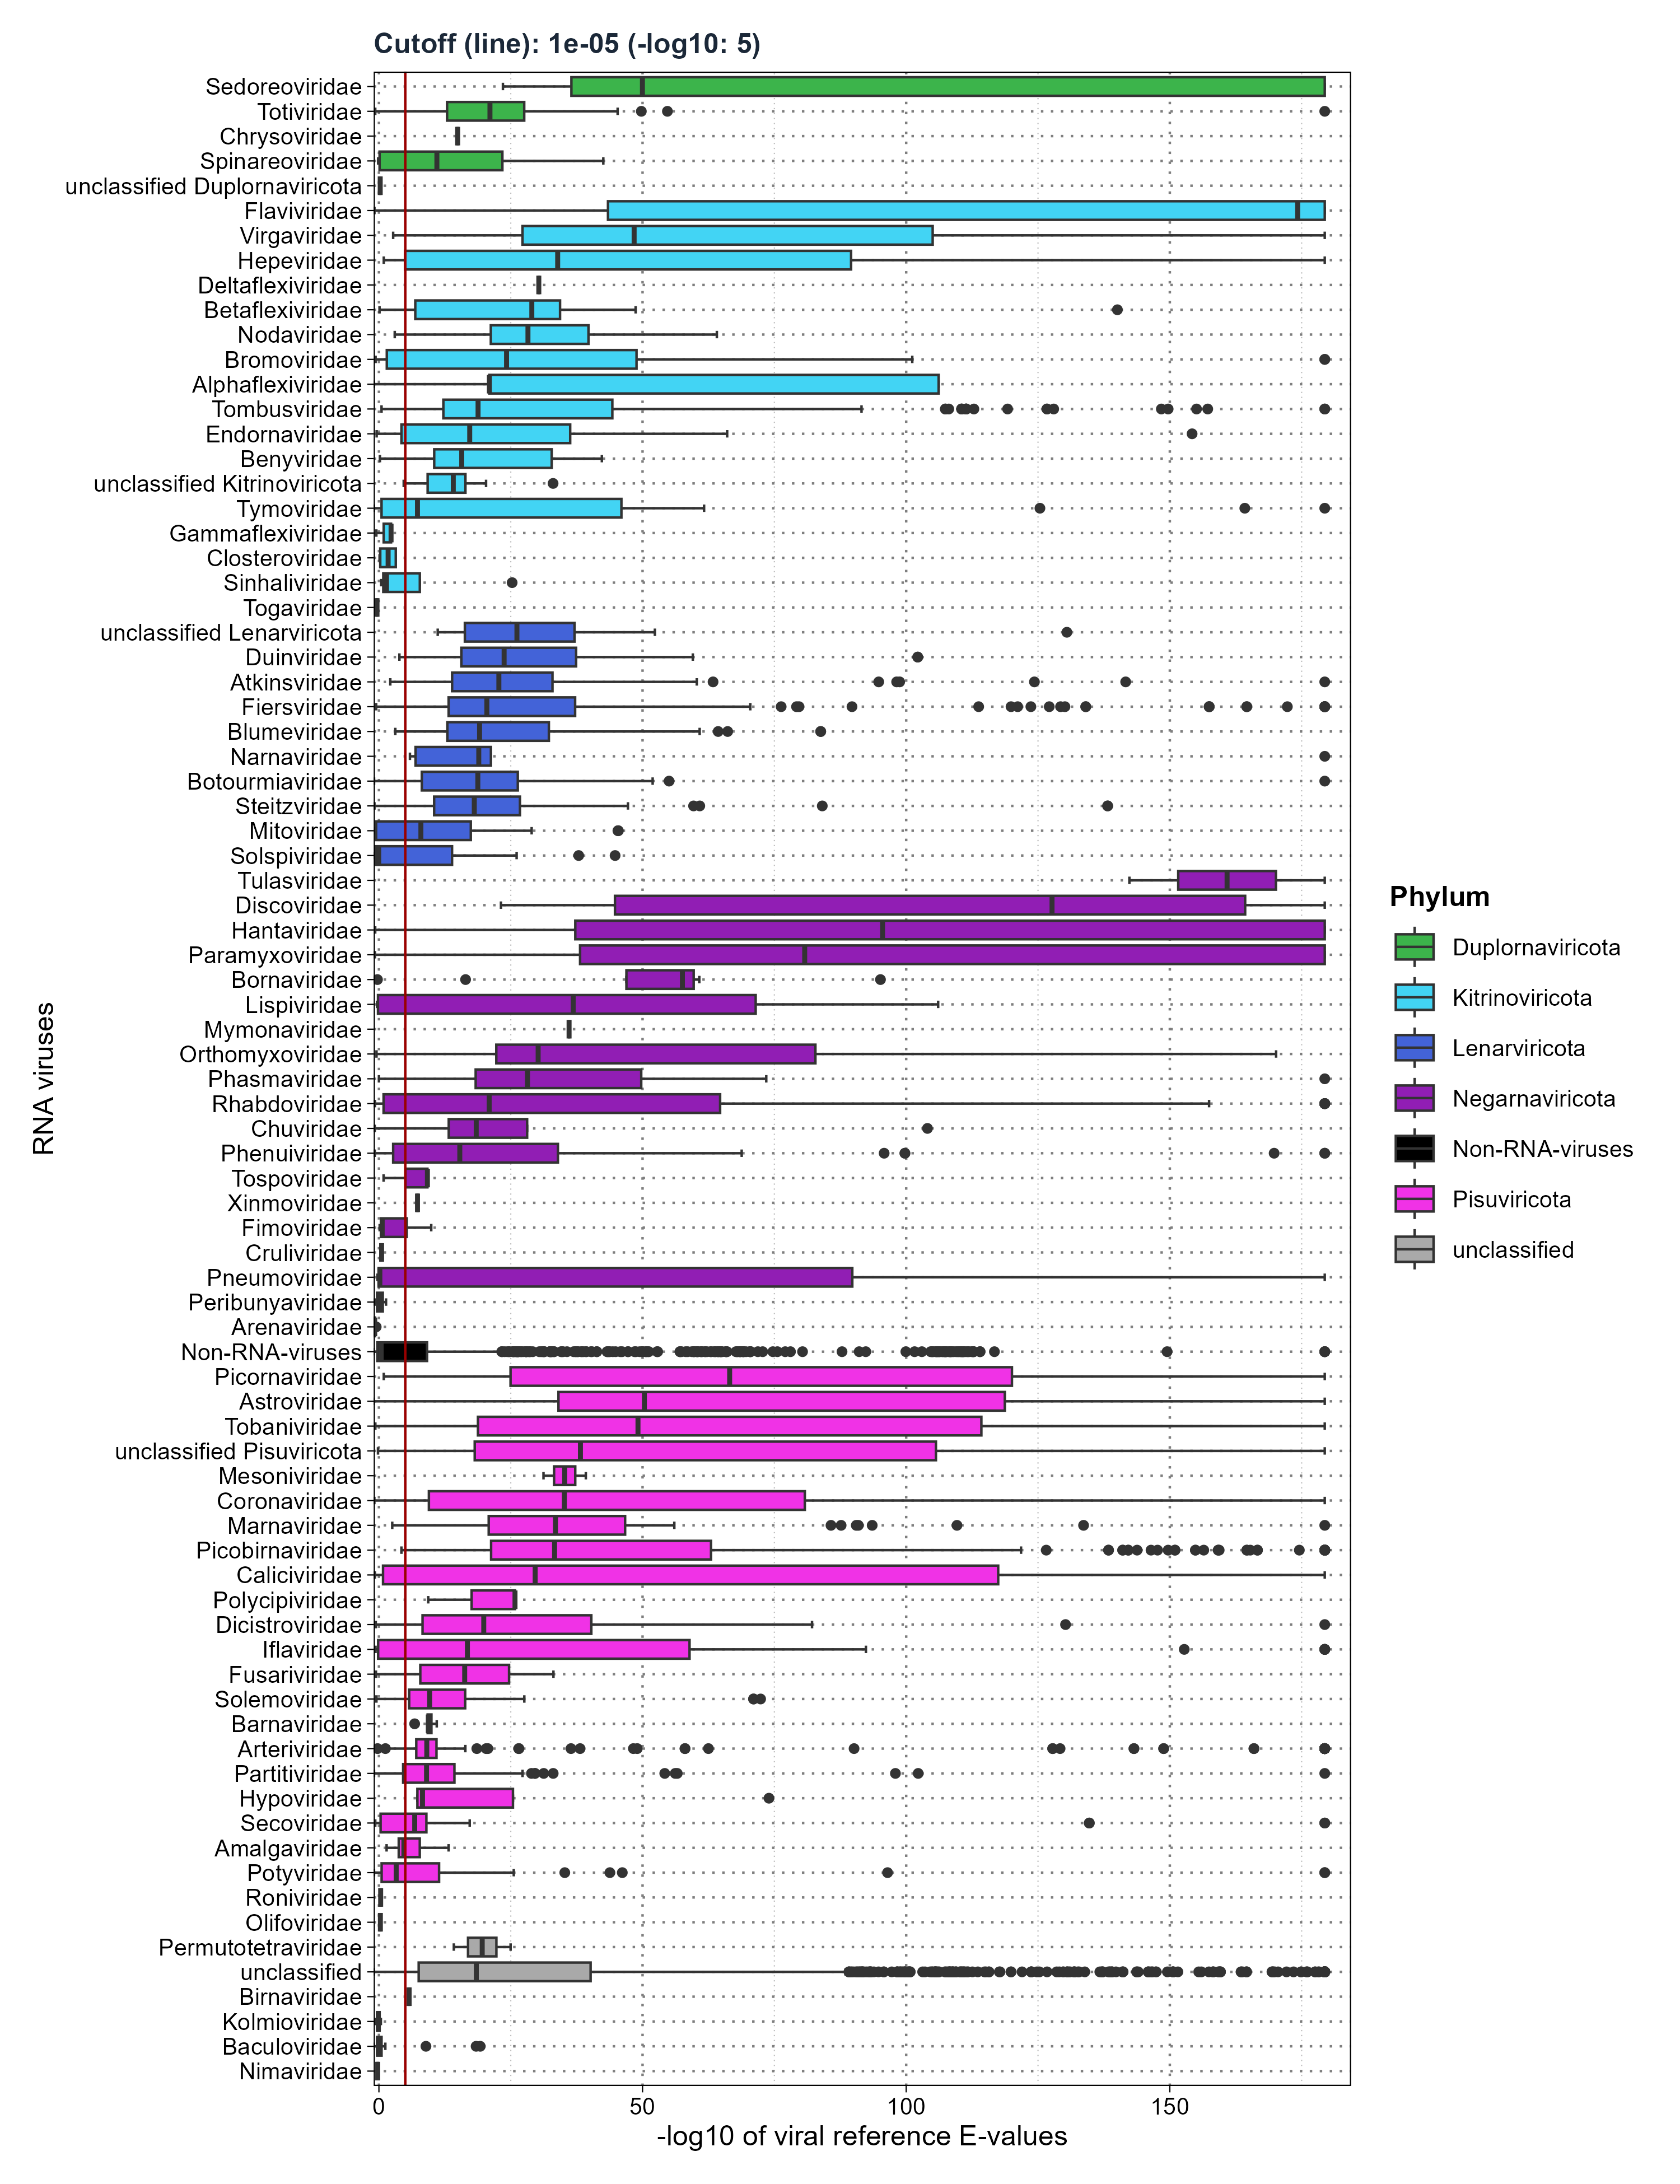 Cutoff (line): 1e-05 (-log10: 5)
Sedoreoviridae
Totiviridae
Chrysoviridae
Spinareoviridae
unclassified Duplornaviricota
Flaviviridae
Virgaviridae
Hepeviridae
Deltaflexiviridae
Betaflexiviridae
Nodaviridae
Bromoviridae
Alphaflexiviridae
Tombusviridae
Endornaviridae
Benyviridae
unclassified Kitrinoviricota
Tymoviridae
Gammaflexiviridae
Closteroviridae
Sinhaliviridae
Togaviridae
unclassified Lenarviricota
Duinviridae
Atkinsviridae
Fiersviridae
Blumeviridae
Narnaviridae
Botourmiaviridae
Steitzviridae
Mitoviridae
Solspiviridae
Tulasviridae
Discoviridae
Hantaviridae
Paramyxoviridae
Bornaviridae
Lispiviridae
Mymonaviridae
Orthomyxoviridae
Phasmaviridae
Rhabdoviridae
Chuviridae
Phenuiviridae
Tospoviridae
Xinmoviridae
Fimoviridae
Cruliviridae
Pneumoviridae
Peribunyaviridae
Arenaviridae
Non-RNA-viruses
Picornaviridae
Astroviridae
Tobaniviridae
unclassified Pisuviricota
Mesoniviridae
Coronaviridae
Marnaviridae
Picobirnaviridae
Caliciviridae
Polycipiviridae
Dicistroviridae
Iflaviridae
Fusariviridae
Solemoviridae
Barnaviridae
Arteriviridae
Partitiviridae
Hypoviridae
Secoviridae
Amalgaviridae
Potyviridae
Roniviridae
Olifoviridae
Permutotetraviridae
unclassified
Birnaviridae
Kolmioviridae
Baculoviridae
Nimaviridae
RNA viruses
0 50 100 150
-log10 of viral reference E-values
Phylum
Duplornaviricota
Kitrinoviricota
Lenarviricota
Negarnaviricota
Non-RNA-viruses
Pisuviricota
unclassified